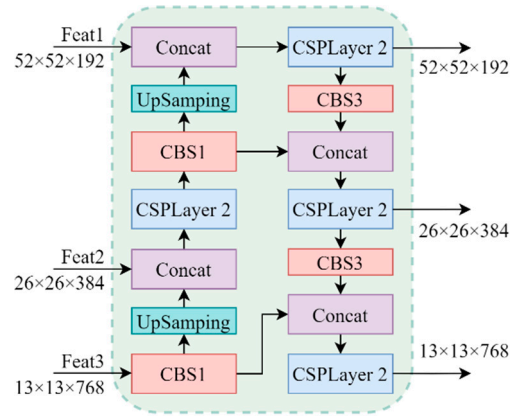 Feat1
52×52×192
Concat
CSPLayer 2
52×52×192
UpSamping
CBS3
CBS1
Concat
CSPLayer 2
CSPLayer 2
26×26×384
Feat2
26×26×384
Concat
CBS3
UpSamping
Concat
Feat3
13×13×768
CBS1
CSPLayer 2
13×13×768